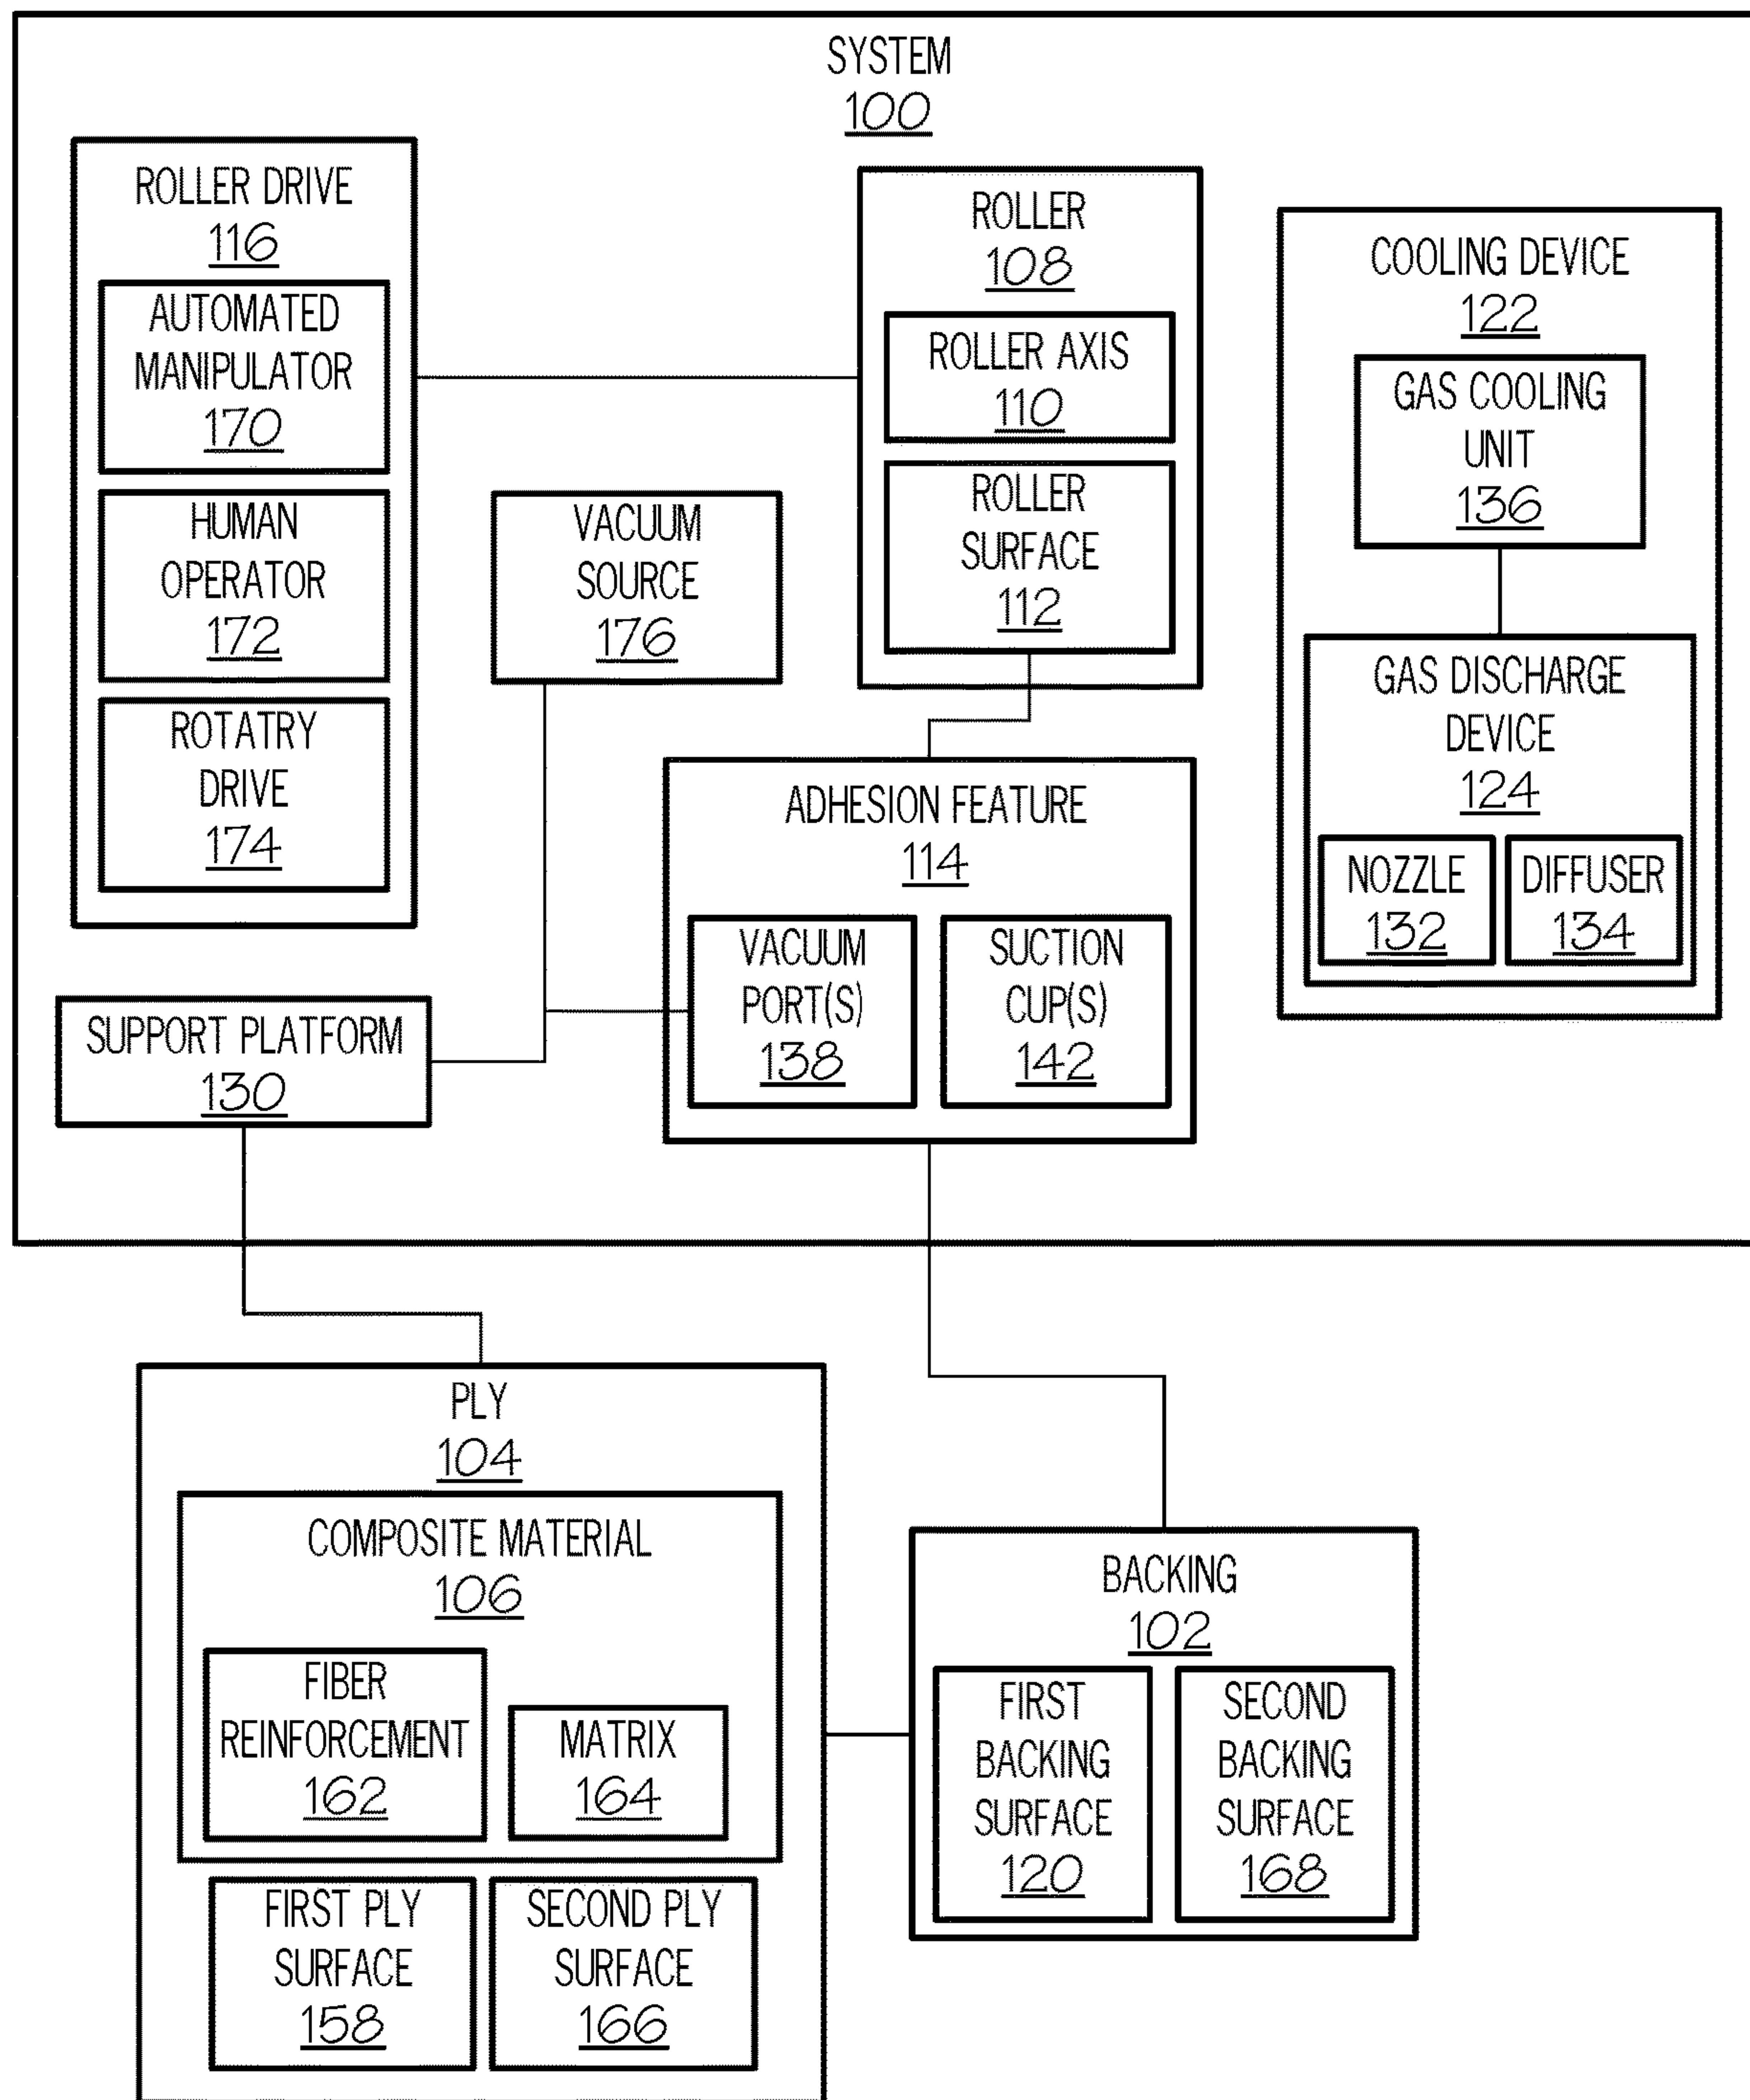 SYSTEM
100
ROLLER DRIVE
116
AUTOMATED
MANIPULATOR
170
HUMAN
OPERATOR
172
ROTATRY
DRIVE
174
VACUUM
SOURCE
176
ROLLER
108
ROLLER AXIS
110
ROLLER
SURFACE
112
COOLING DEVICE
122
GAS COOLING
UNIT
136
GAS DISCHARGE
DEVICE
124
NOZZLE
132
DIFFUSER
134
ADHESION FEATURE
114
VACUUM
PORT(S)
138
SUCTION
CUP(S)
142
SUPPORT PLATFORM
130
PLY
104
COMPOSITE MATERIAL
106
FIBER
REINFORCEMENT
162
MATRIX
164
FIRST PLY
SURFACE
158
SECOND PLY
SURFACE
166
BACKING
102
FIRST
BACKING
SURFACE
120
SECOND
BACKING
SURFACE
168